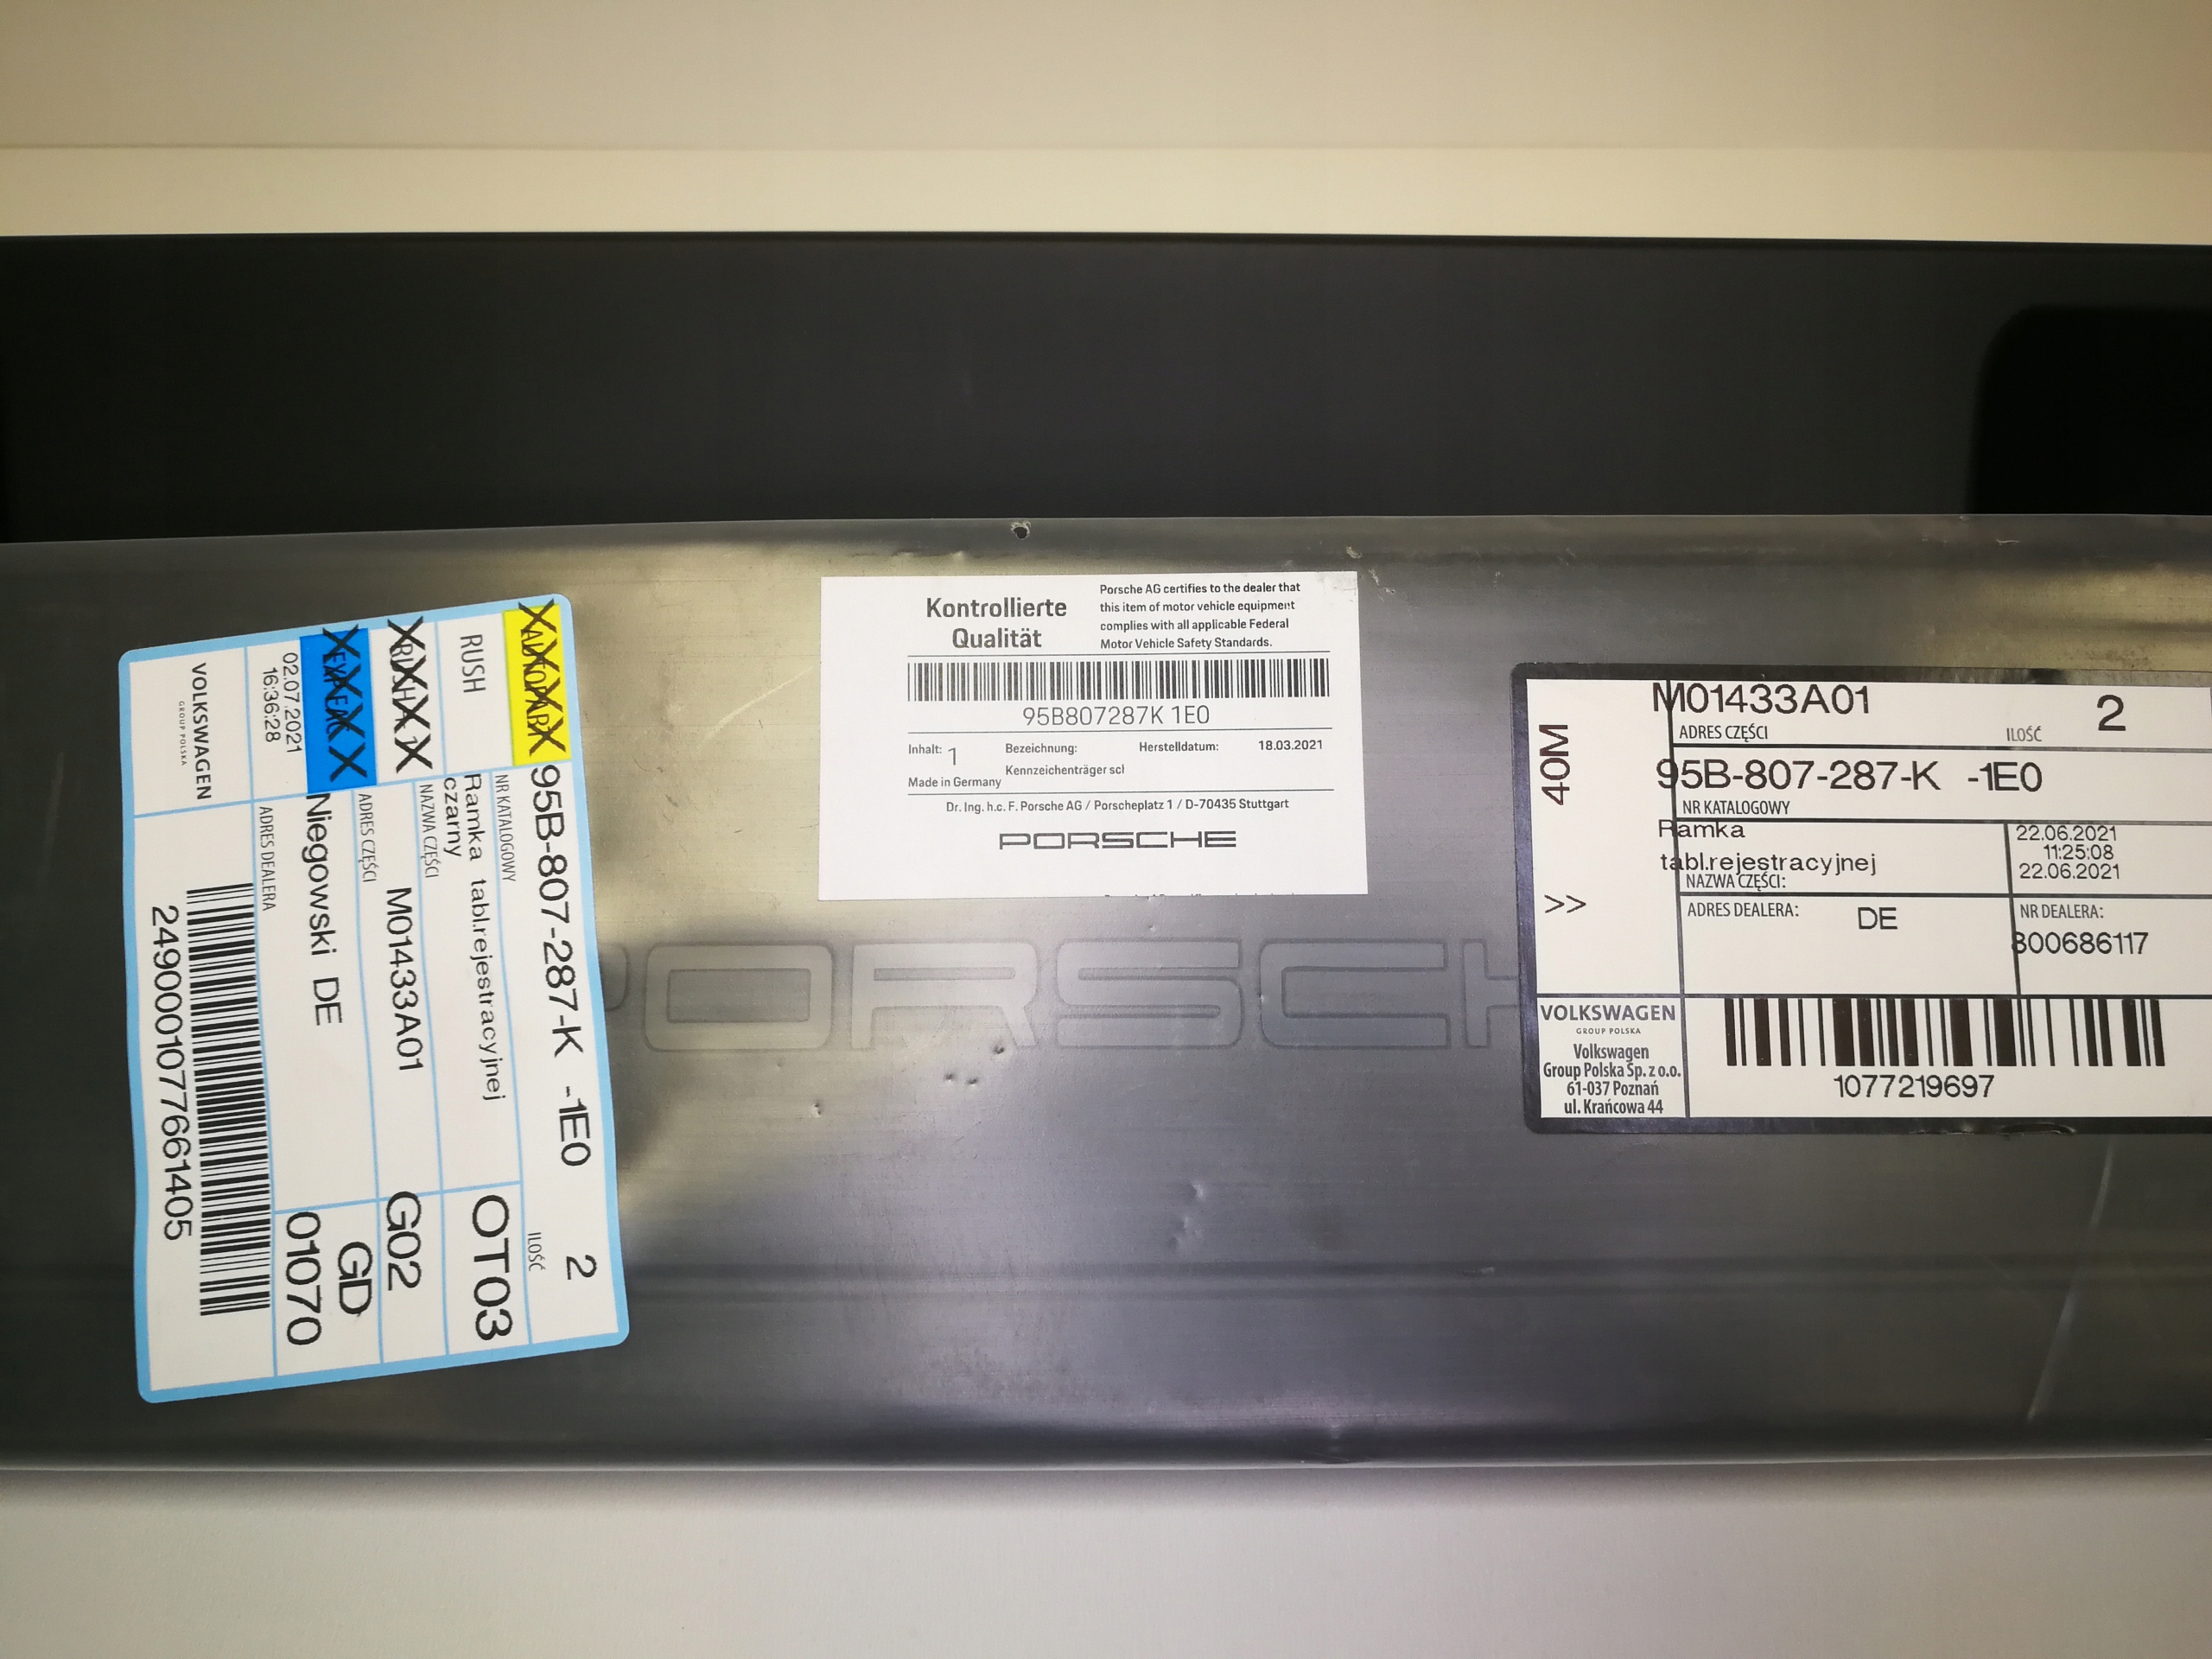 XXXX
95B-807-287-K -1E0
2
NR KATALOGOWY
ILOŚĆ
RUSH
Ramka tabl.rejestracyjnej
czarny
OT03
NAZWA CZĘŚCI
XXXX
M01433A01
G02
ADRES CZĘŚCI
XXXX
Niegowski DE
GD
01070
02.07.2021
16:36:28
ADRES DEALERA
VOLKSWAGEN
GROUP POLSKA
2490001077661405
Kontrollierte
Qualität
Porsche AG certifies to the dealer that
this item of motor vehicle equipment
complies with all applicable Federal
Motor Vehicle Safety Standards.
95B807287K 1E0
Inhalt: 1
Bezeichnung:
Herstelldatum: 18.03.2021
Kennzeichenträger scl
Made in Germany
Dr. Ing. h.c. F. Porsche AG / Porscheplatz 1 / D-70435 Stuttgart
PORSCHE
PORSCH
40M
>>
M01433A01
2
ADRES CZĘŚCI
ILOŚĆ
95B-807-287-K -1E0
NR KATALOGOWY
Ramka
tabl.rejestracyjnej
NAZWA CZĘŚCI:
22.06.2021
11:25:08
22.06.2021
ADRES DEALERA:
DE
NR DEALERA:
800686117
VOLKSWAGEN
GROUP POLSKA
Volkswagen
Group Polska Sp. z o.o.
61-037 Poznań
ul. Krańcowa 44
1077219697